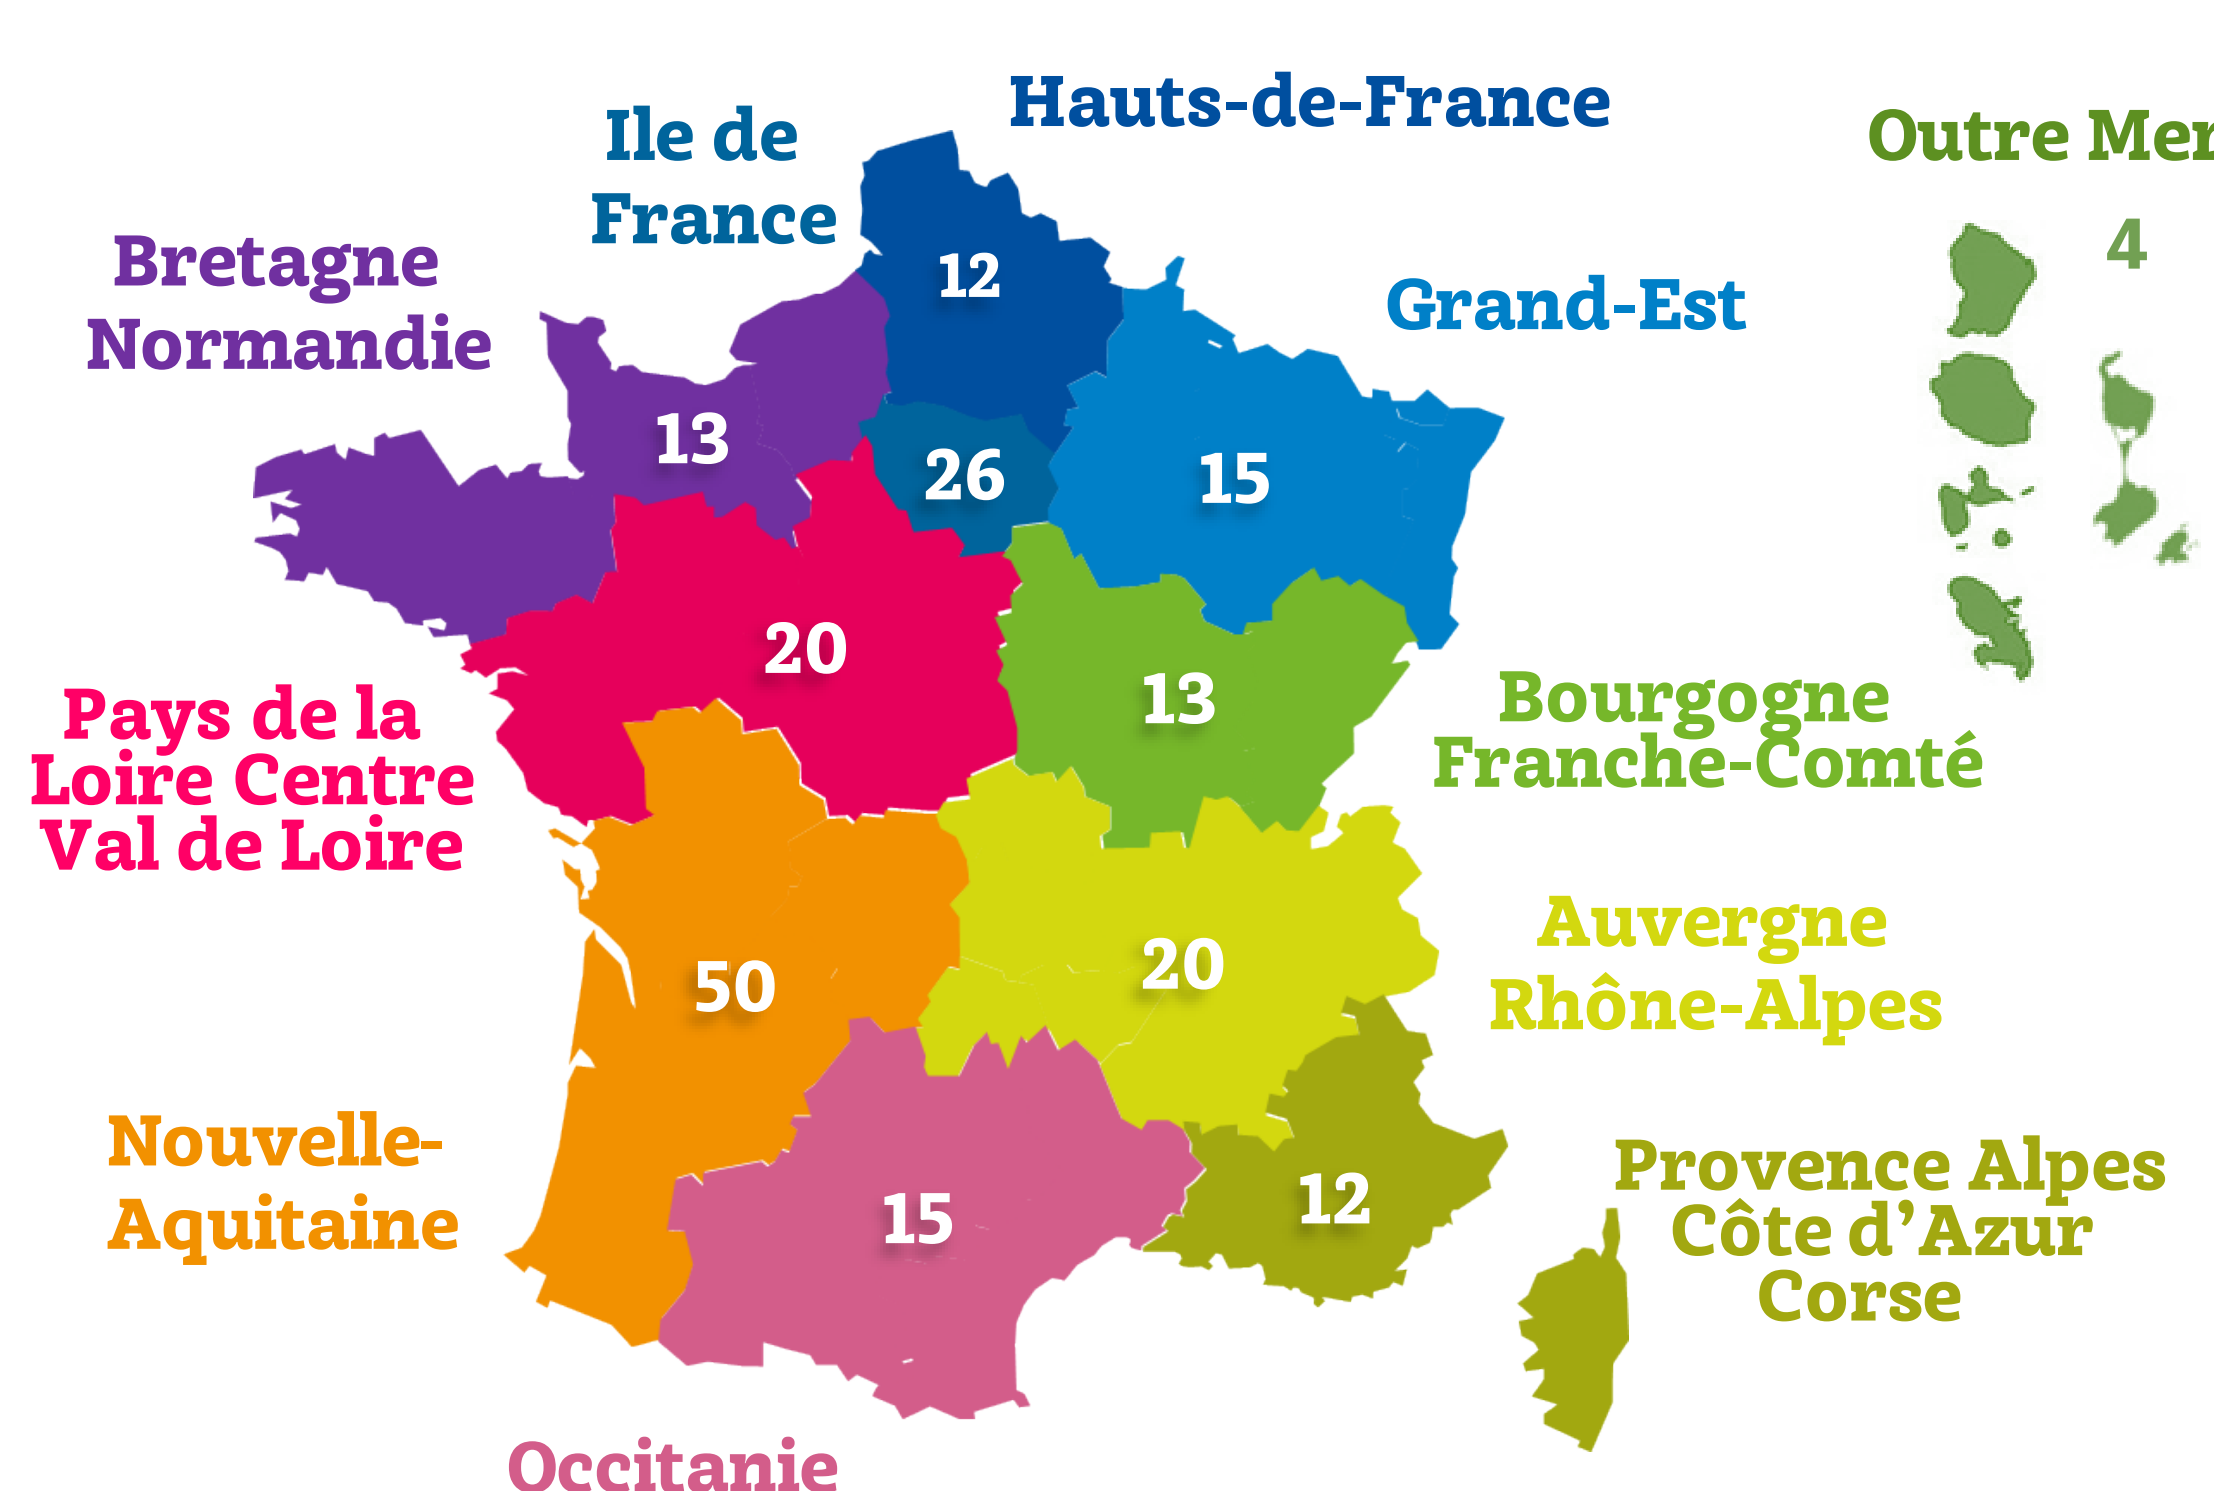 Hauts-de-France
Ile de
France
Outre Mer
4
Bretagne
Normandie
12
Grand-Est
13
26
15
20
13
Pays de la
Loire Centre
Val de Loire
Bourgogne
Franche-Comté
Auvergne
Rhône-Alpes
50
20
Nouvelle-
Aquitaine
15
12
Provence Alpes
Côte d’Azur
Corse
Occitanie